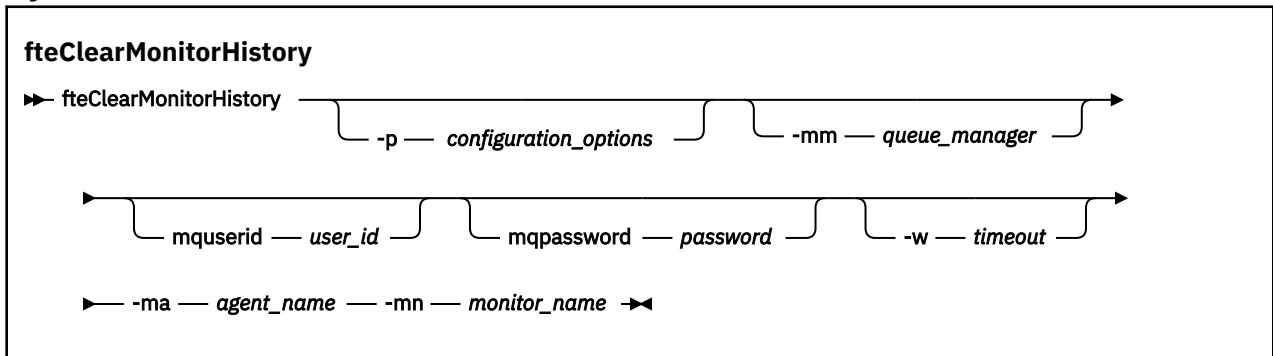 fteClearMonitorHistory
fteClearMonitorHistory
-p configuration_options -mm queue_manager
mquserid user_id mqpassword password -w timeout
-ma agent_name -mn monitor_name